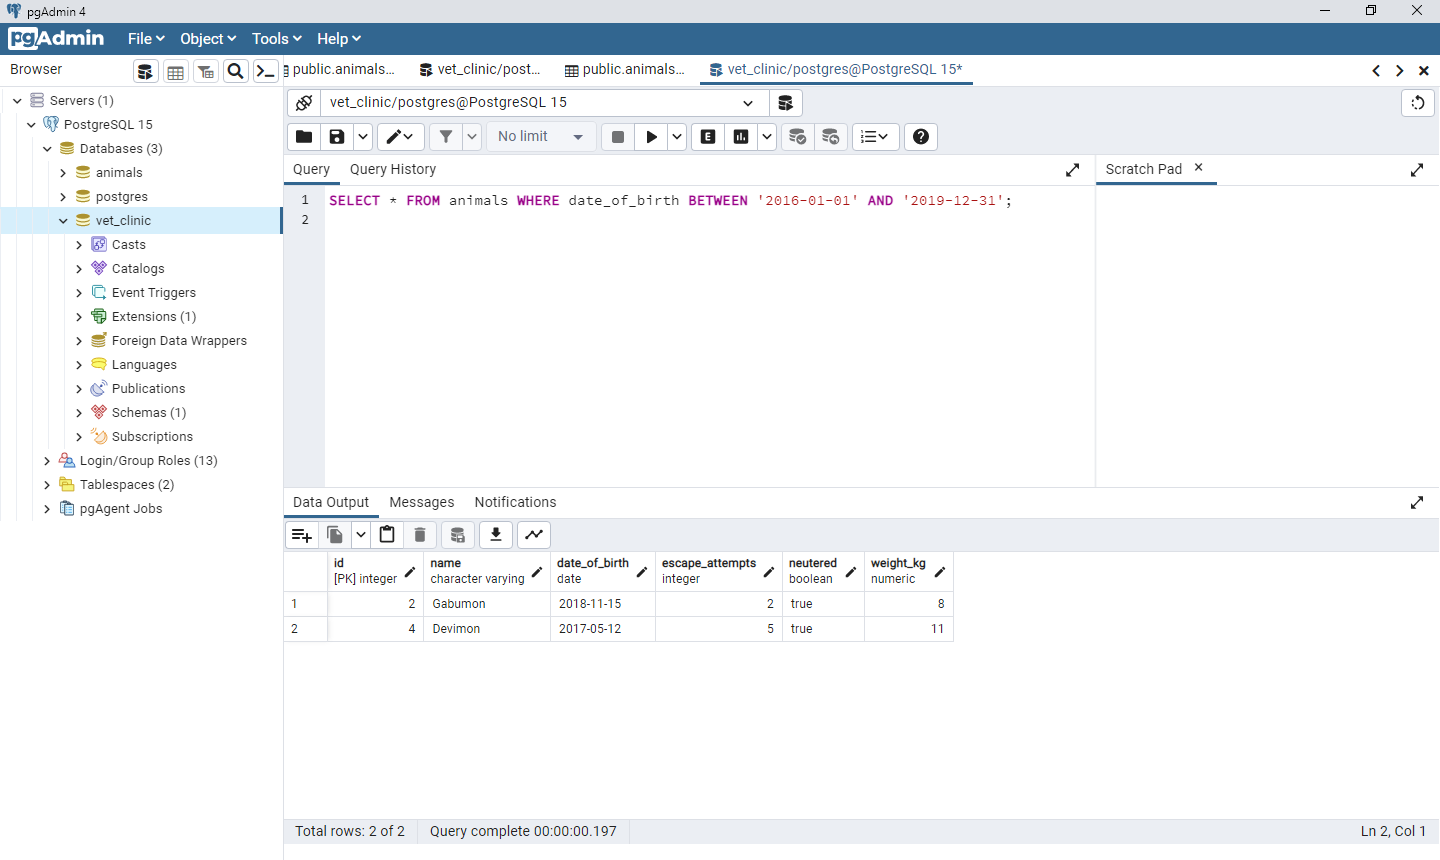 pgAdmin 4
pgAdmin File Object Tools Help
Browser
public.animals... vet_clinic/post... public.animals... vet_clinic/postgres@PostgreSQL 15*
Servers (1)
PostgreSQL 15
Databases (3)
animals
postgres
vet_clinic
Casts
Catalogs
Event Triggers
Extensions (1)
Foreign Data Wrappers
Languages
Publications
Schemas (1)
Subscriptions
Login/Group Roles (13)
Tablespaces (2)
pgAgent Jobs
vet_clinic/postgres@PostgreSQL 15
No limit E
Query Query History
Scratch Pad
1 SELECT * FROM animals WHERE date_of_birth BETWEEN '2016-01-01' AND '2019-12-31';
2
Data Output Messages Notifications
id name date_of_birth escape_attempts neutered weight_kg
[PK] integer character varying date integer boolean numeric
1 2 Gabumon 2018-11-15 2 true 8
2 4 Devimon 2017-05-12 5 true 11
Total rows: 2 of 2 Query complete 00:00:00.197 Ln 2, Col 1